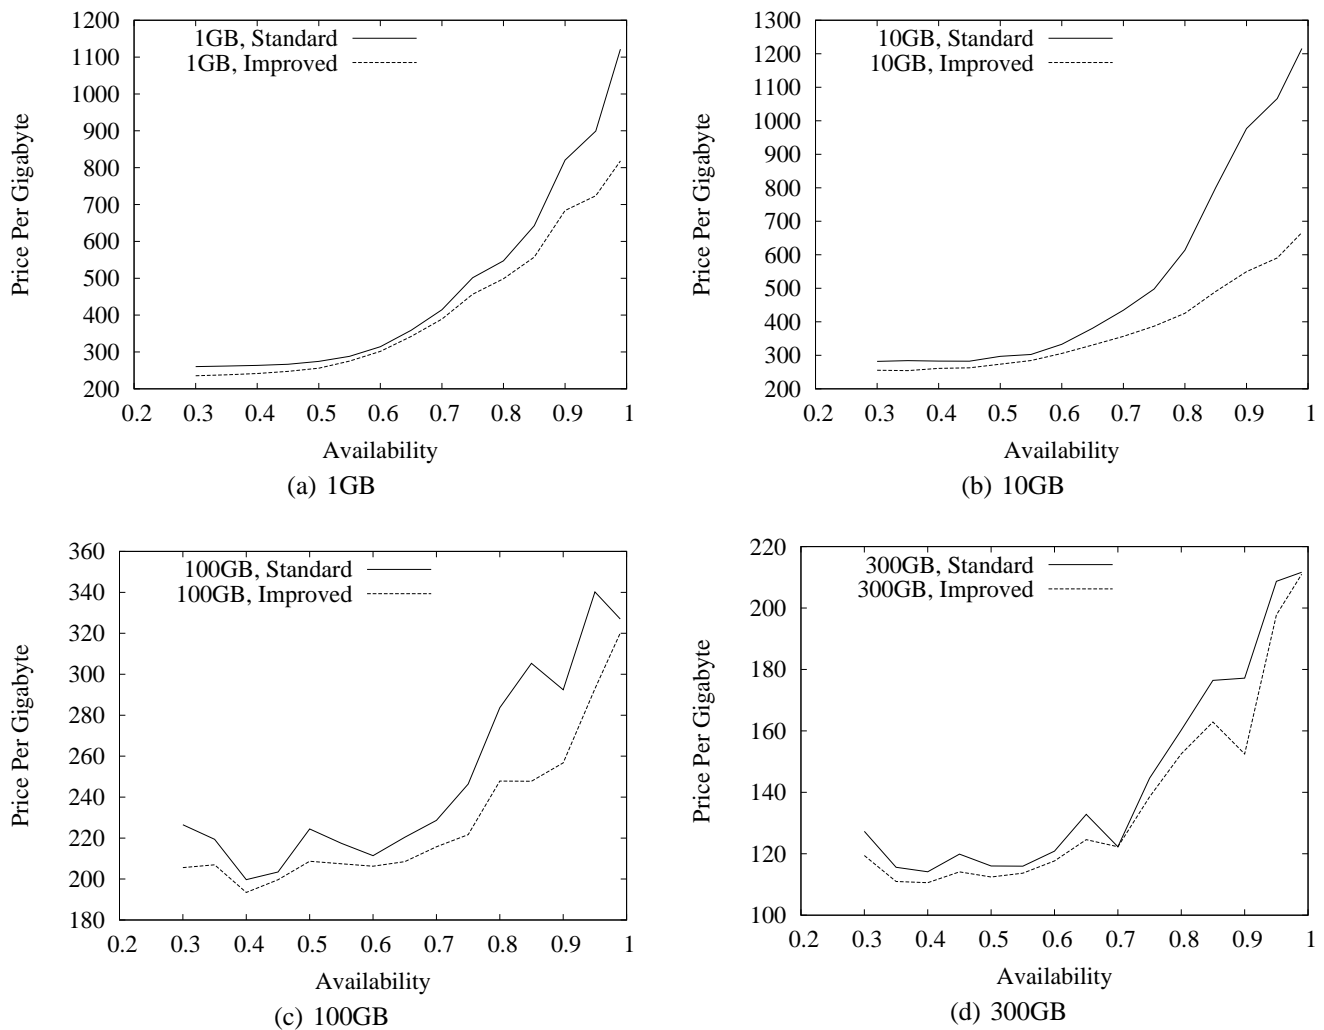 1200
1100
1000
900
800
700
600
500
400
300
200
0.2 0.3 0.4 0.5 0.6 0.7 0.8 0.9 1
Price Per Gigabyte
Availability
1GB, Standard
1GB, Improved
(a) 1GB
1300
1200
1100
1000
900
800
700
600
500
400
300
200
0.2 0.3 0.4 0.5 0.6 0.7 0.8 0.9 1
Price Per Gigabyte
Availability
10GB, Standard
10GB, Improved
(b) 10GB
360
340
320
300
280
260
240
220
200
180
0.2 0.3 0.4 0.5 0.6 0.7 0.8 0.9 1
Price Per Gigabyte
Availability
100GB, Standard
100GB, Improved
(c) 100GB
220
200
180
160
140
120
100
0.2 0.3 0.4 0.5 0.6 0.7 0.8 0.9 1
Price Per Gigabyte
Availability
300GB, Standard
300GB, Improved
(d) 300GB